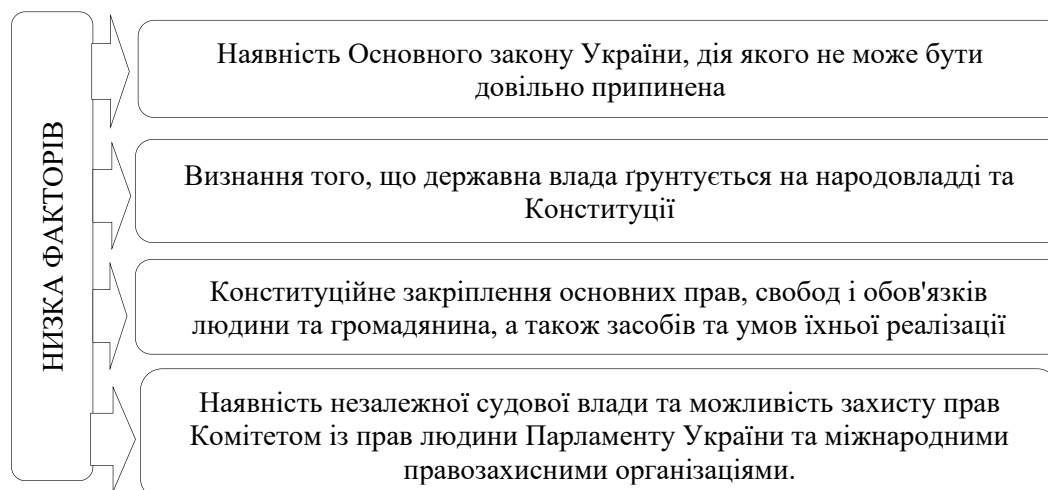 НИЗКА ФАКТОРІВ
Наявність Основного закону України, дія якого не може бути
довільно припинена
Визнання того, що державна влада ґрунтується на народовладді та
Конституції
Конституційне закріплення основних прав, свобод і обов'язків
людини та громадянина, а також засобів та умов їхньої реалізації
Наявність незалежної судової влади та можливість захисту прав
Комітетом із прав людини Парламенту України та міжнародними
правозахисними організаціями.